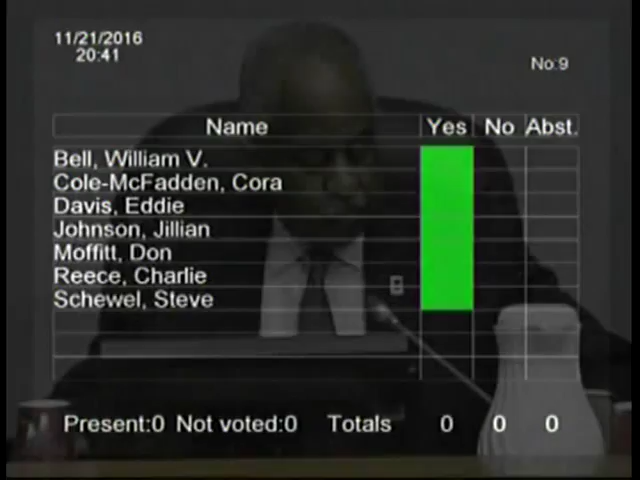 11/21/2016
20:41
No:9
Name Yes No Abst.
Bell, William V.
Cole-McFadden, Cora
Davis, Eddie
Johnson, Jillian
Moffitt, Don
Reece, Charlie
Schewel, Steve
Present:0 Not voted:0 Totals 0 0 0